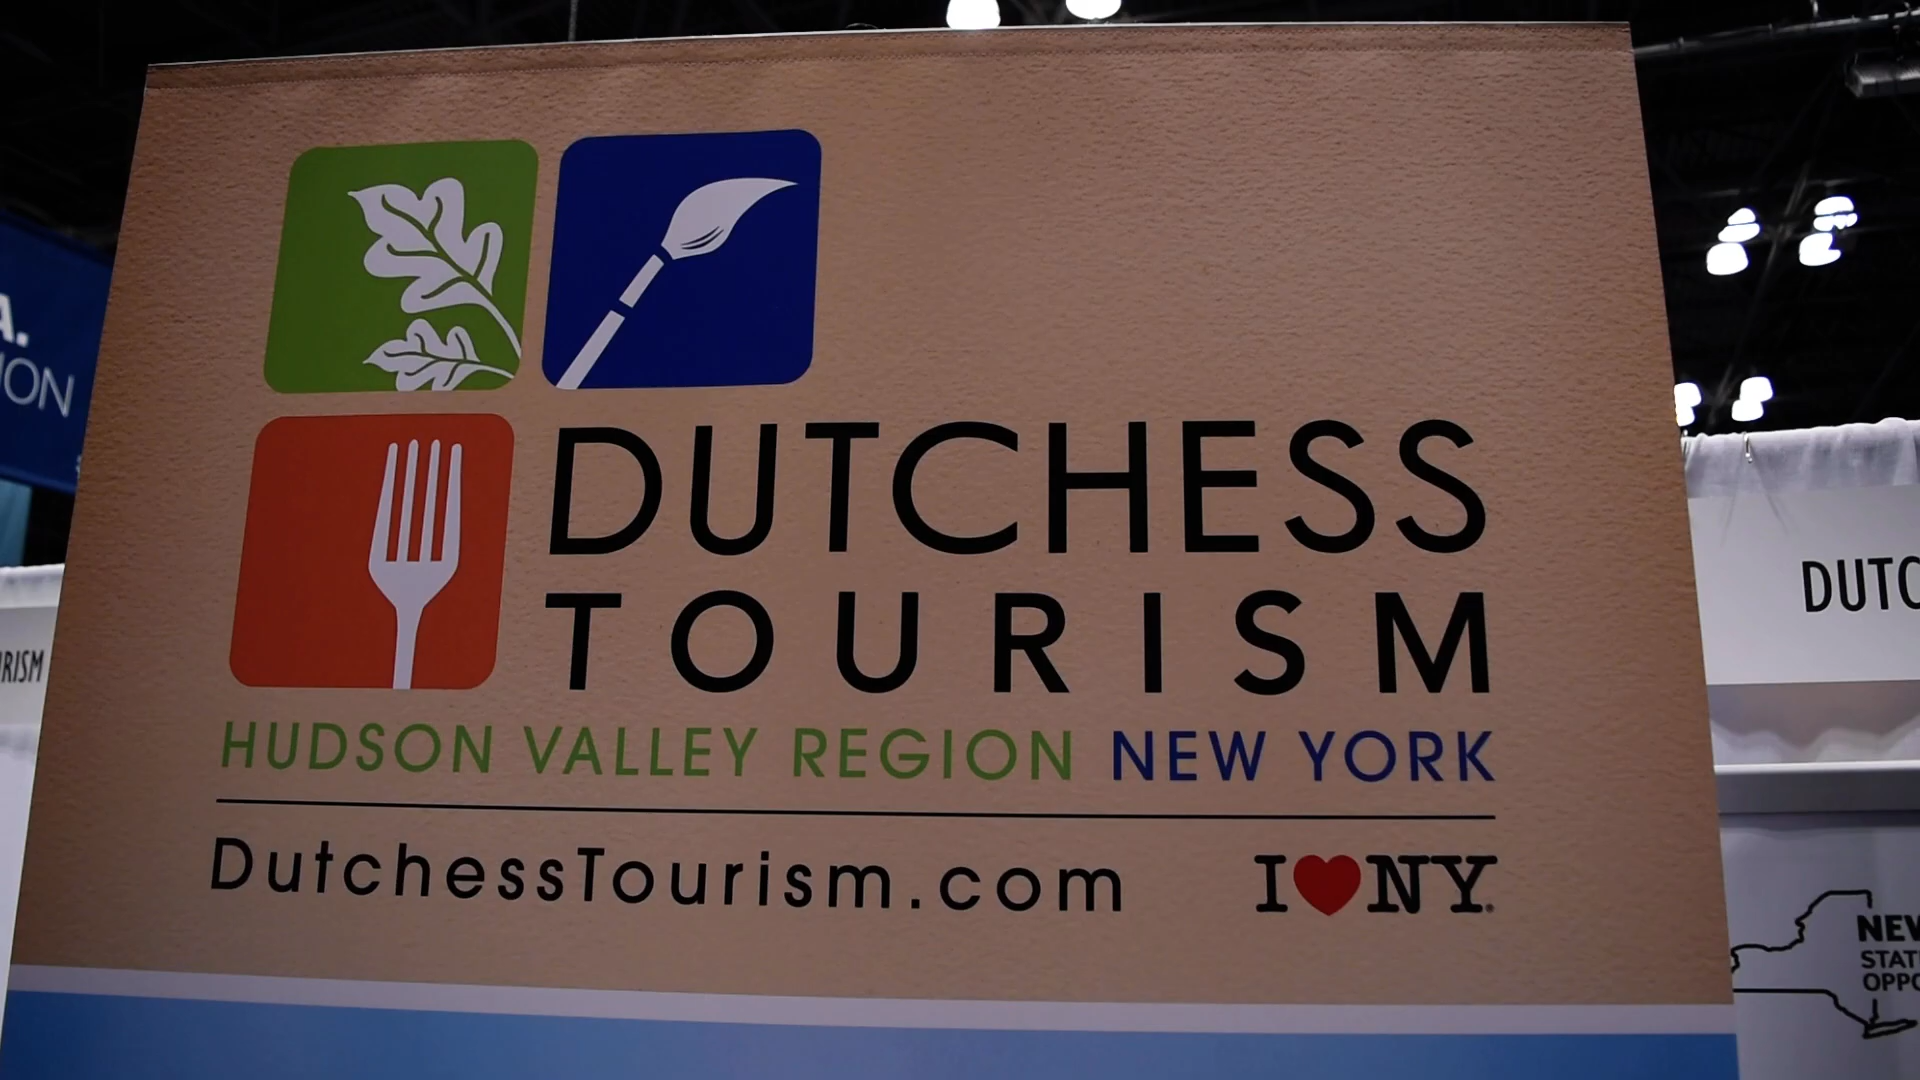 DUTCHESS
TOURISM
HUDSON VALLEY REGION NEW YORK
DutchessTourism.com
I❤NY